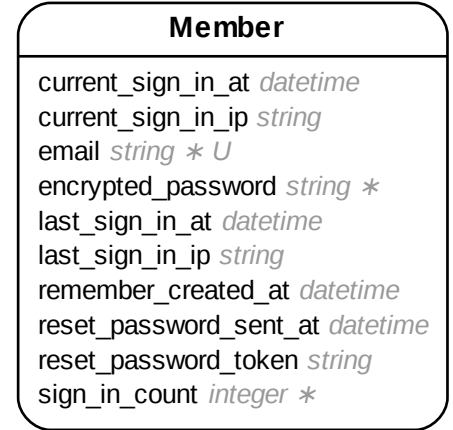 Member
current_sign_in_at datetime
current_sign_in_ip string
email string ∗ U
encrypted_password string ∗
last_sign_in_at datetime
last_sign_in_ip string
remember_created_at datetime
reset_password_sent_at datetime
reset_password_token string
sign_in_count integer ∗